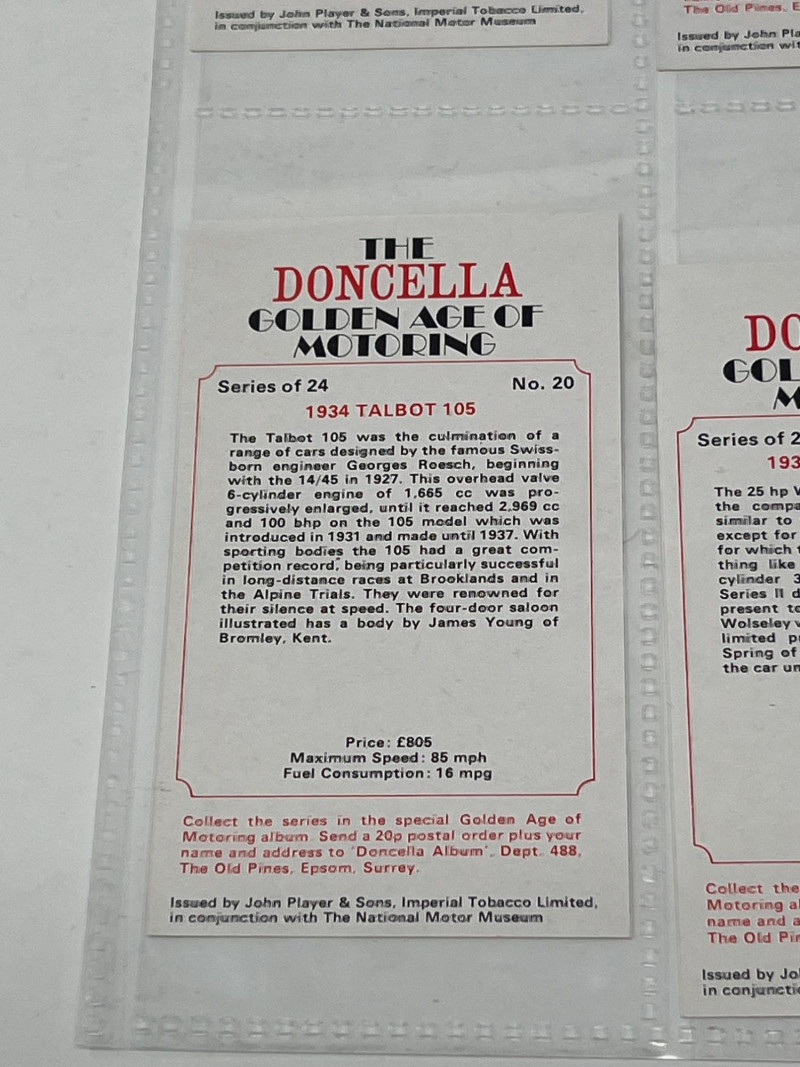 Issued by John Player & Sons, Imperial Tobacco Limited,
in conjunction with The National Motor Museum
The Old Pines, E
Issued by John Pla
in conjunction wit
THE
DONCELLA
GOLDEN AGE OF
MOTORING
Series of 24 No. 20
1934 TALBOT 105
The Talbot 105 was the culmination of a
range of cars designed by the famous Swiss-
born engineer Georges Roesch, beginning
with the 14/45 in 1927. This overhead valve
6-cylinder engine of 1,665 cc was pro-
gressively enlarged, until it reached 2,969 cc
and 100 bhp on the 105 model which was
introduced in 1931 and made until 1937. With
sporting bodies the 105 had a great com-
petition record, being particularly successful
in long-distance races at Brooklands and in
the Alpine Trials. They were renowned for
their silence at speed. The four-door saloon
illustrated has a body by James Young of
Bromley, Kent.
Price: £805
Maximum Speed: 85 mph
Fuel Consumption: 16 mpg
Collect the series in the special Golden Age of
Motoring album. Send a 20p postal order plus your
name and address to 'Doncella Album', Dept. 488,
The Old Pines, Epsom, Surrey.
Issued by John Player & Sons, Imperial Tobacco Limited,
in conjunction with The National Motor Museum
DO
GOL
M
Series of 2
193
The 25 hp V
the compa
similar to
except for
for which t
thing like
cylinder 3
Series II d
present to
Wolseley v
limited p
Spring of
the car un
Collect the
Motoring al
name and a
The Old Pin
Issued by Jo
in conjuncti